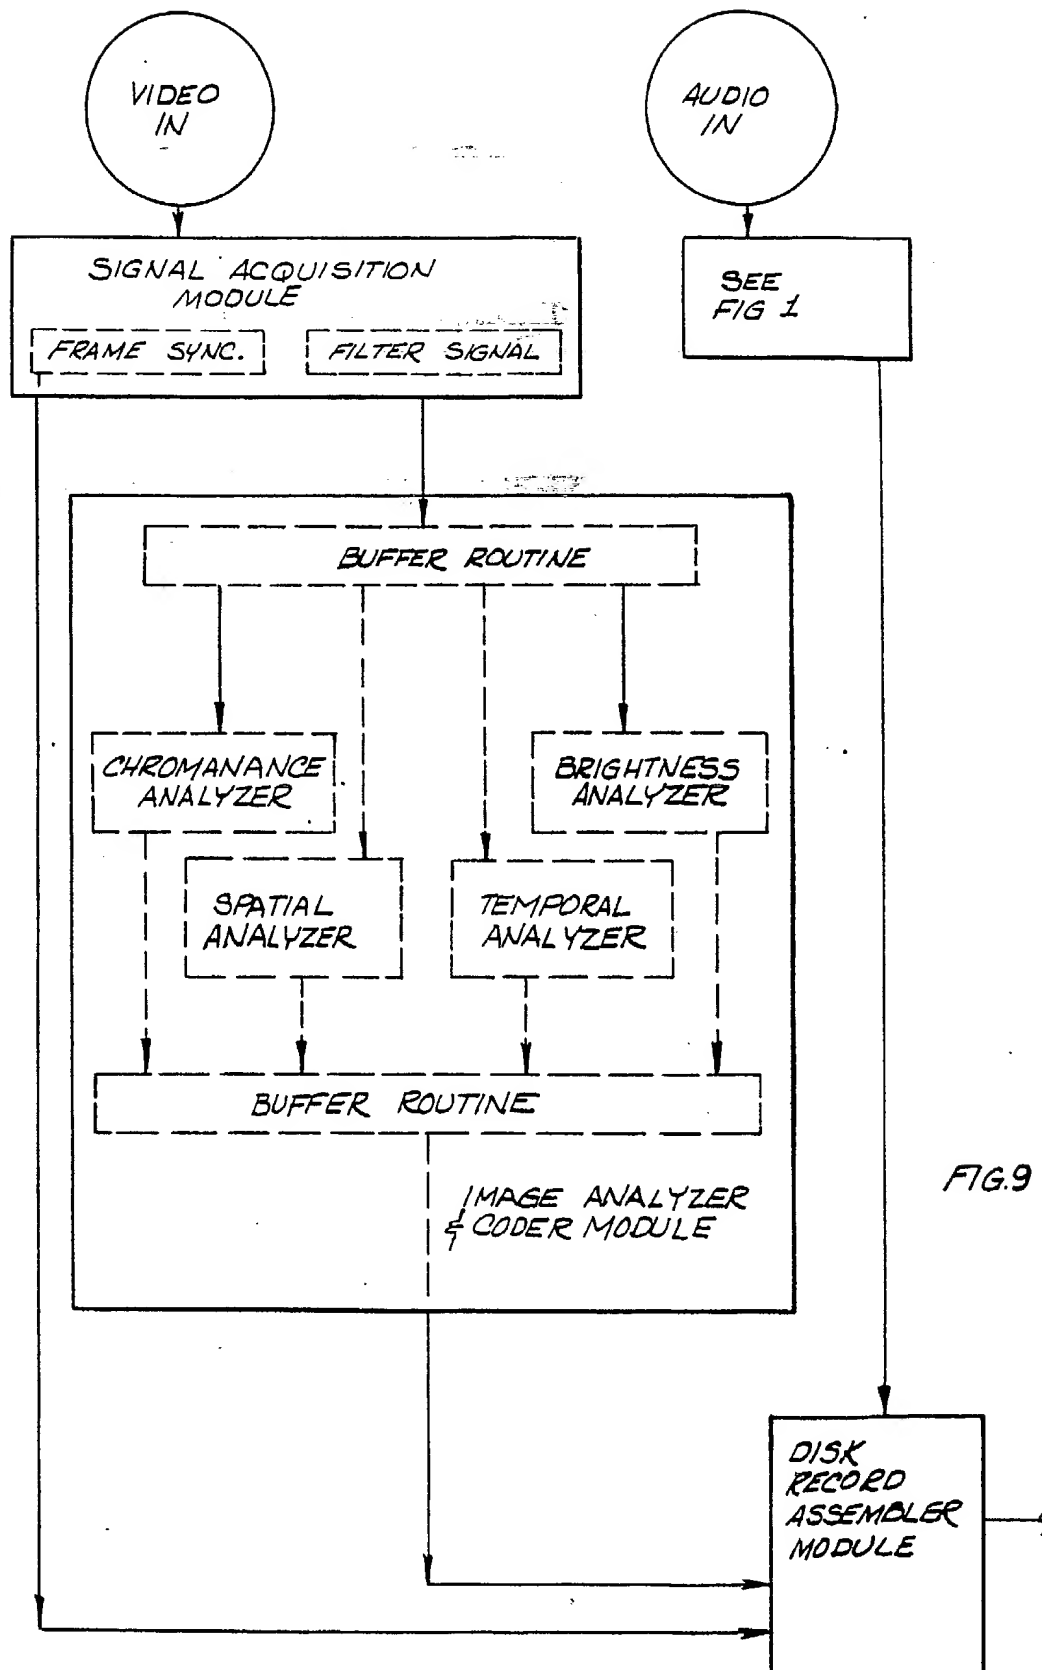 VIDEO
IN
AUDIO
IN
SIGNAL ACQUISITION
MODULE
FRAME SYNC.
FILTER SIGNAL
SEE
FIG 1
BUFFER ROUTINE
CHROMANANCE
ANALYZER
BRIGHTNESS
ANALYZER
SPATIAL
ANALYZER
TEMPORAL
ANALYZER
BUFFER ROUTINE
IMAGE ANALYZER
& CODER MODULE
FIG.9
DISK
RECORD
ASSEMBLER
MODULE